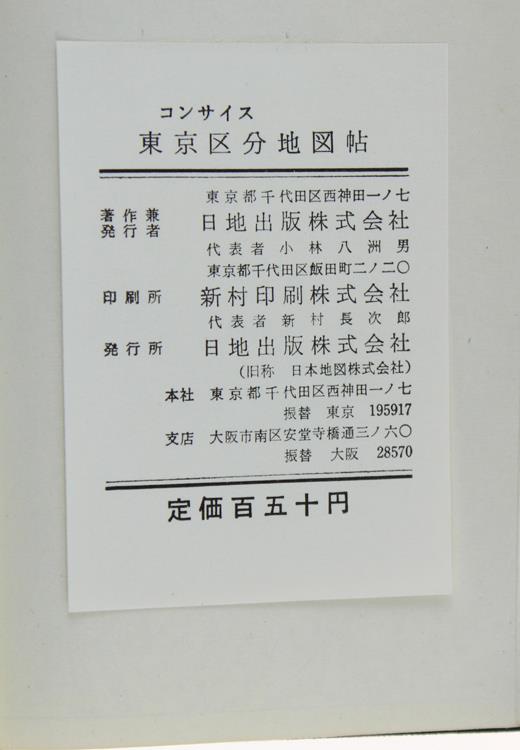 コンサイス
東京区分地図帖
東京都千代田区西神田一ノ七
著作兼
発行者
日地出版株式会社
代表者 小林八洲男
東京都千代田区飯田町二ノ二〇
印刷所 新村印刷株式会社
代表者 新村長次郎
発行所 日地出版株式会社
(旧称 日本地図株式会社)
本社 東京都千代田区西神田一ノ七
振替 東京 195917
支店 大阪市南区安堂寺橋通三ノ六〇
振替 大阪 28570
定価百五十円